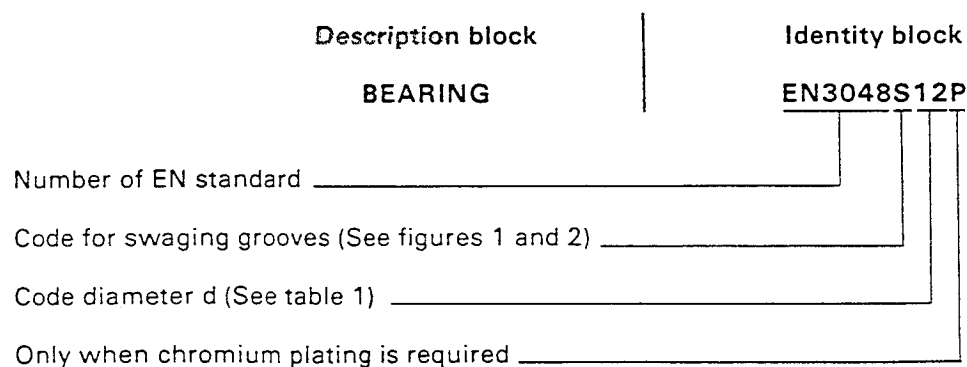 Description block Identity block
BEARING EN3048S12P
Number of EN standard
Code for swaging grooves (See figures 1 and 2)
Code diameter d (See table 1)
Only when chromium plating is required